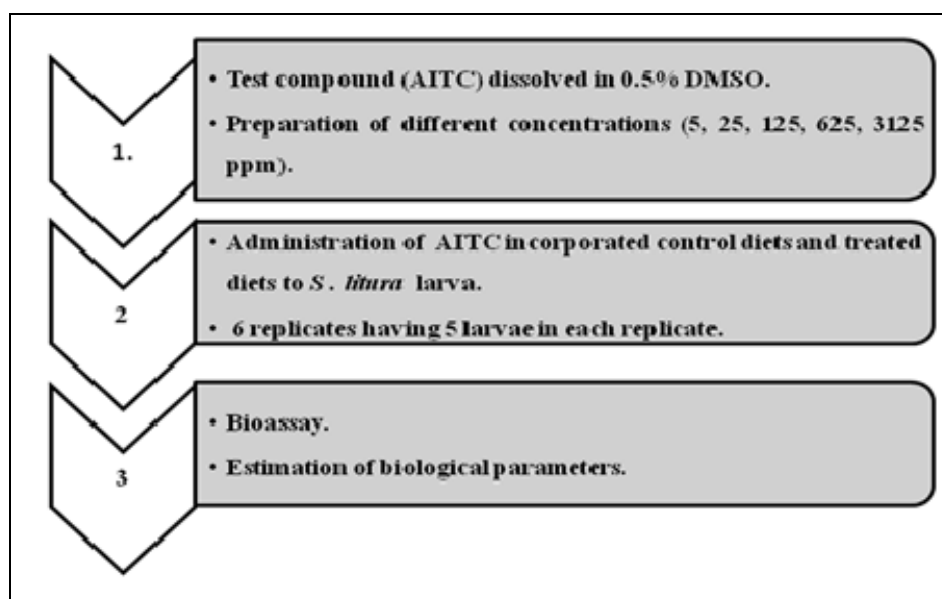 1.
• Test compound (AITC) dissolved in 0.5% DMSO.
• Preparation of different concentrations (5, 25, 125, 625, 3125
ppm).
2
• Administration of AITC in corporated control diets and treated
diets to S. litura larva.
• 6 replicates having 5 larvae in each replicate.
3
• Bioassay.
• Estimation of biological parameters.